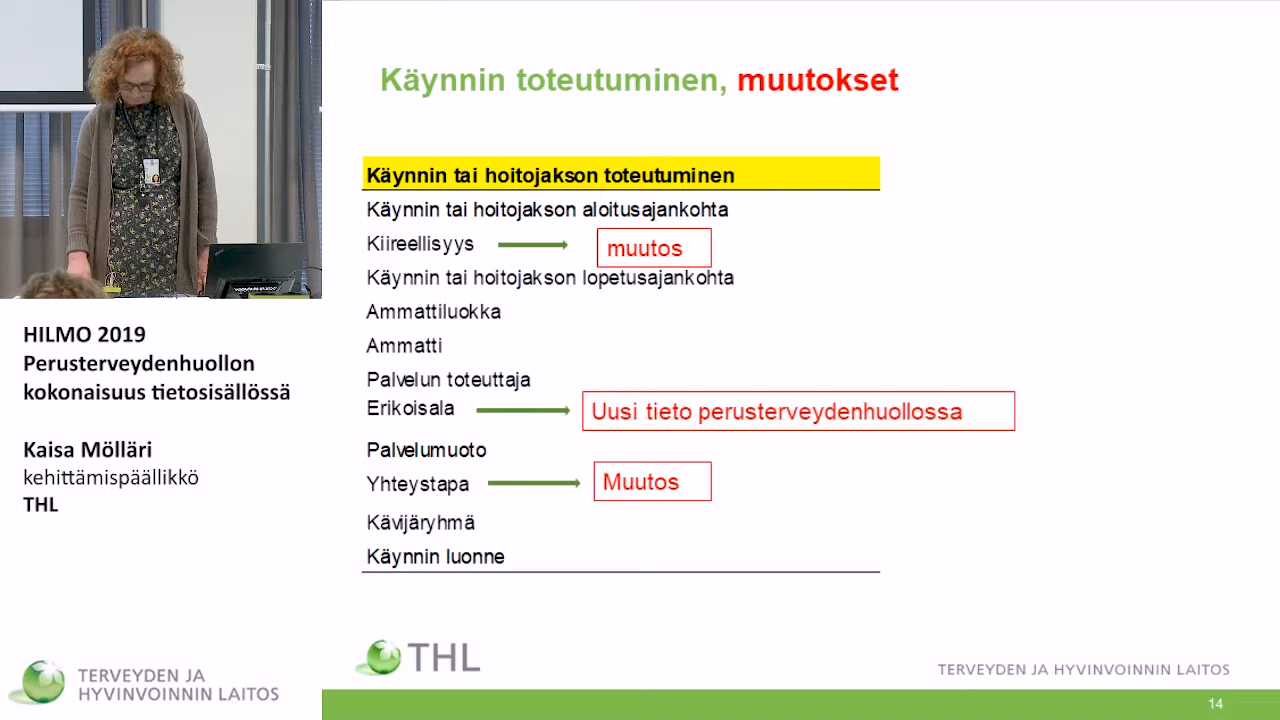 Käynnin toteutuminen, muutokset
Käynnin tai hoitojakson toteutuminen
Käynnin tai hoitojakson aloitusajankohta
Kiireellisyys
muutos
Käynnin tai hoitojakson lopetusajankohta
Ammattiluokka
Ammatti
Palvelun toteuttaja
Erikoisala
Uusi tieto perusterveydenhuollossa
Palvelumuoto
Yhteystapa
Muutos
Kävijäryhmä
Käynnin luonne
HILMO 2019
Perusterveydenhuollon
kokonaisuus tietosisällössä
Kaisa Mölläri
kehittämispäällikkö
THL
TERVEYDEN JA
HYVINVOINNIN LAITOS
THL
TERVEYDEN JA HYVINVOINNIN LAITOS
14